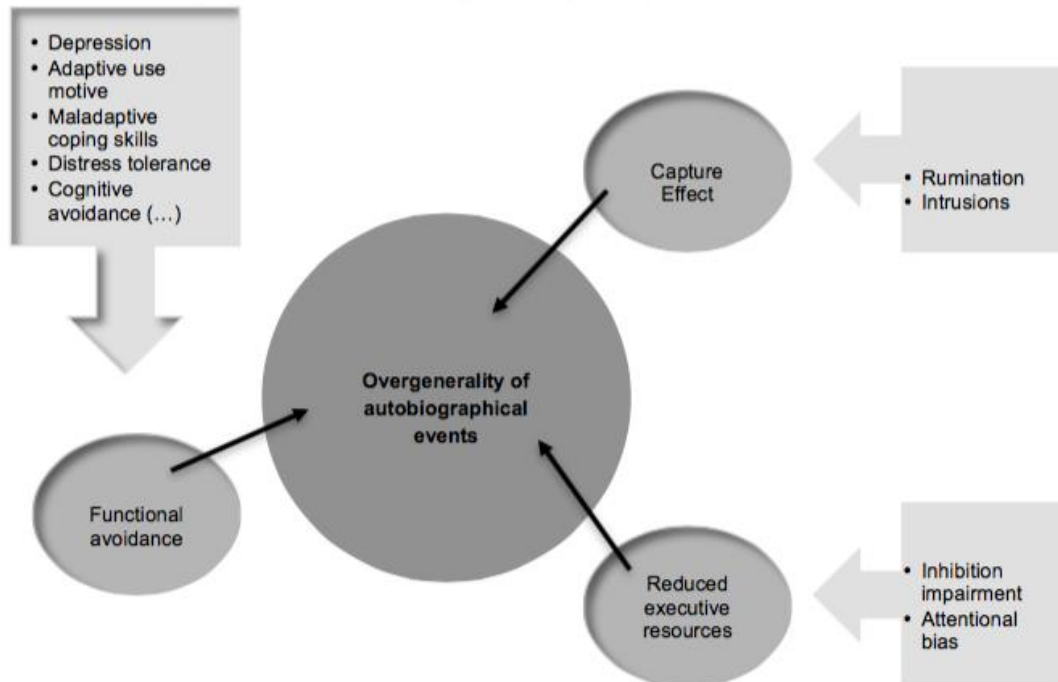 • Depression
• Adaptive use
motive
• Maladaptive
coping skills
• Distress tolerance
• Cognitive
avoidance (...)
Capture
Effect
• Rumination
• Intrusions
Overgenerality of
autobiographical
events
Functional
avoidance
Reduced
executive
resources
• Inhibition
impairment
• Attentional
bias